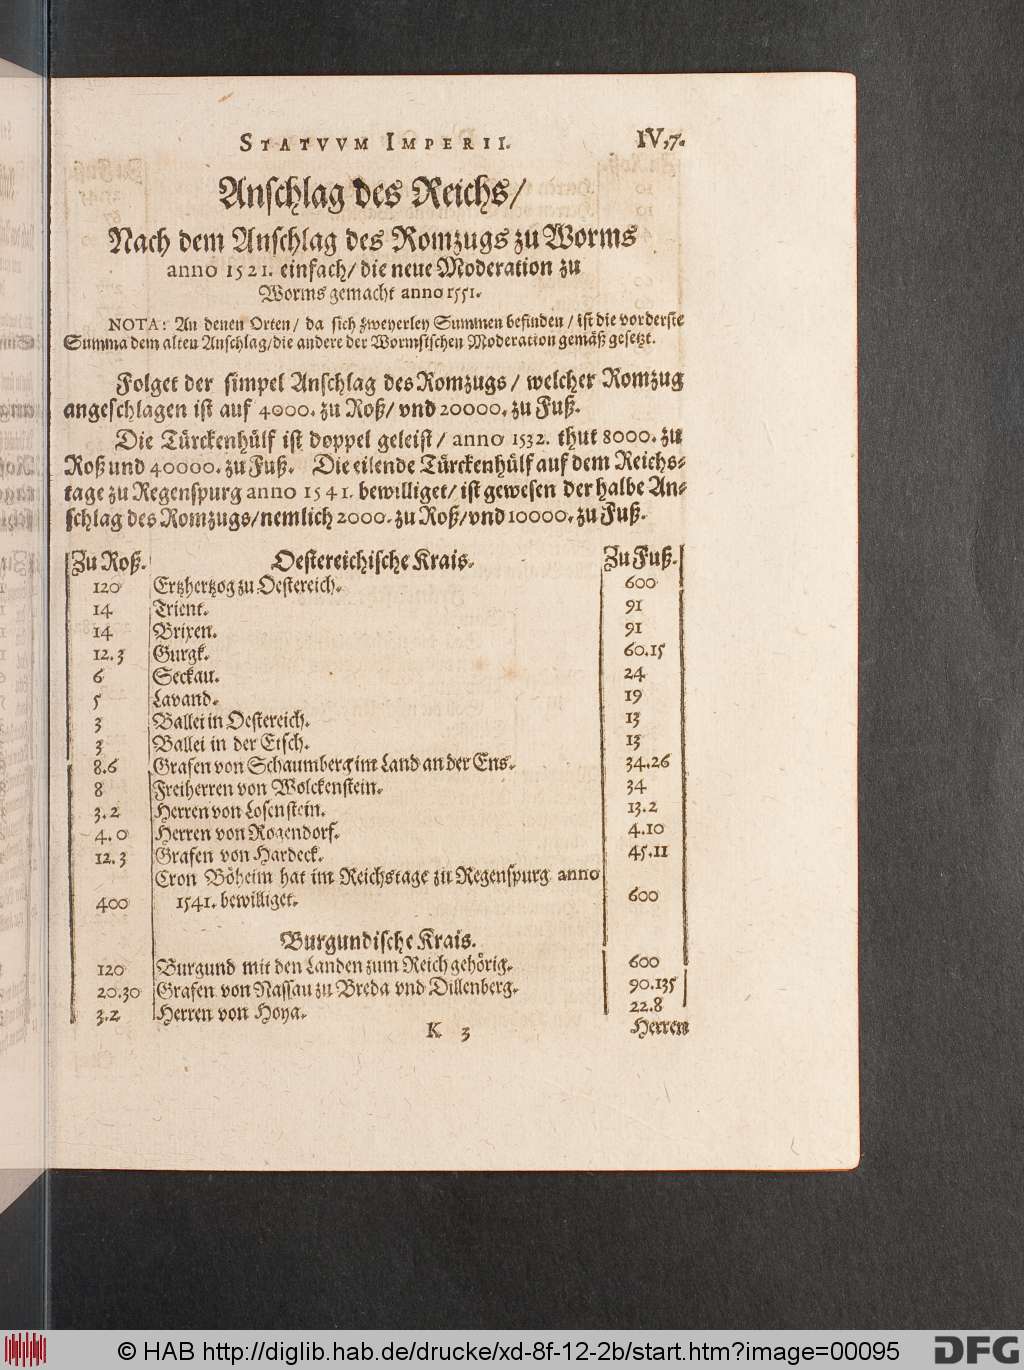 STATVVM IMPERII. IV,7.
Anschlag des Reichs/
Nach dem Anschlag des Romzugs zu Worms
anno 1521. einfach/ die neue Moderation zu
Worms gemacht anno 1551.
NOTA: An denen Orten/ da sich zweyerley Summen befinden/ ist die vorderste
Summa dem alten Anschlag/die andere der Wormsischen Moderation gemäß gesetzt.
Folget der simpel Anschlag des Romzugs/ welcher Romzug
angeschlagen ist auf 4000. zu Roß/ vnd 20000. zu Fuß.
Die Türckenhülf ist doppel geleist/ anno 1532. thut 8000. zu
Roß und 40000. zu Fuß. Die eilende Türckenhülf auf dem Reichs-
tage zu Regenspurg anno 1541. bewilliget/ ist gewesen der halbe An-
schlag des Romzugs/nemlich 2000. zu Roß/vnd 10000. zu Fuß.
Zu Roß. Oestereichische Krais. Zu Fuß.
120 Ertzhertzog zu Oestereich. 600
14 Trient. 91
14 Brixen. 91
12.3 Gurgk. 60.15
6 Seckau. 24
5 Lavand. 19
3 Ballei in Oestereich. 13
3 Ballei in der Etsch. 13
8.6 Grafen von Schaumberg im Land an der Ens. 34.26
8 Freiherren von Wolckenstein. 34
3.2 Herren von Losenstein. 13.2
4.0 Herren von Rogendorf. 4.10
12.3 Grafen von Hardeck. 45.11
Cron Böheim hat im Reichstage zu Regenspurg anno
400 1541. bewilliget. 600
Burgundische Krais.
120 Burgund mit den Landen zum Reich gehörig. 600
20.30 Grafen von Nassau zu Breda vnd Dillenberg. 90.135
3.2 Herren von Hoya. 22.8
K 3 Herren
© HAB http://diglib.hab.de/drucke/xd-8f-12-2b/start.htm?image=00095
DFG